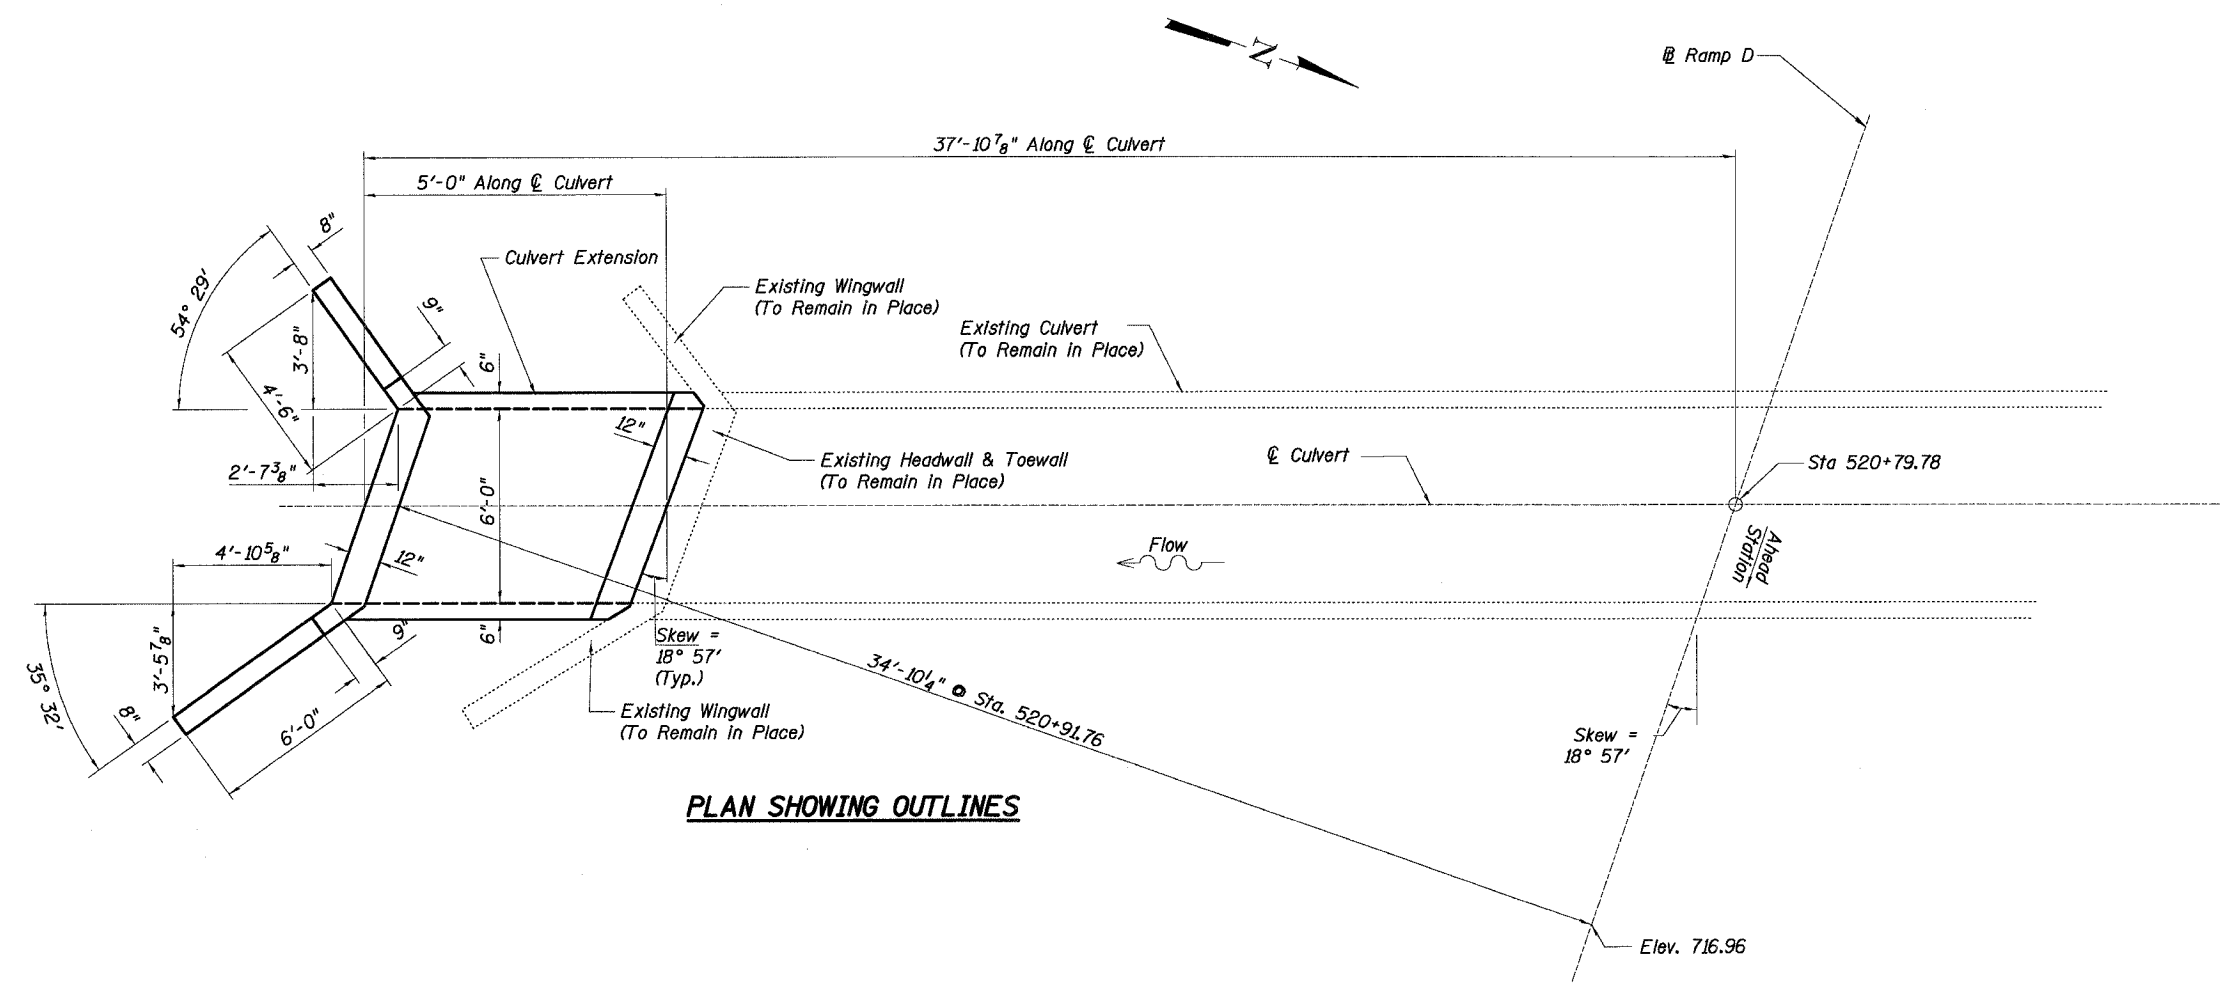 N
℄ Ramp D
37'-10⅞" Along ℄ Culvert
5'-0" Along ℄ Culvert
8"
Culvert Extension
54° 29'
9"
Existing Wingwall
(To Remain in Place)
3'-8"
6"
Existing Culvert
(To Remain in Place)
4'-6"
12"
2'-7⅜"
Existing Headwall & Toewall
(To Remain in Place)
℄ Culvert
Sta 520+79.78
6'-0"
4'-10⅝"
12"
Flow
Ahead
Station
9"
6"
Skew =
18° 57'
(Typ.)
3'-5⅞"
35° 32'
8"
6'-0"
34'-10¼" @ Sta. 520+91.76
Existing Wingwall
(To Remain in Place)
Skew =
18° 57'
PLAN SHOWING OUTLINES
Elev. 716.96